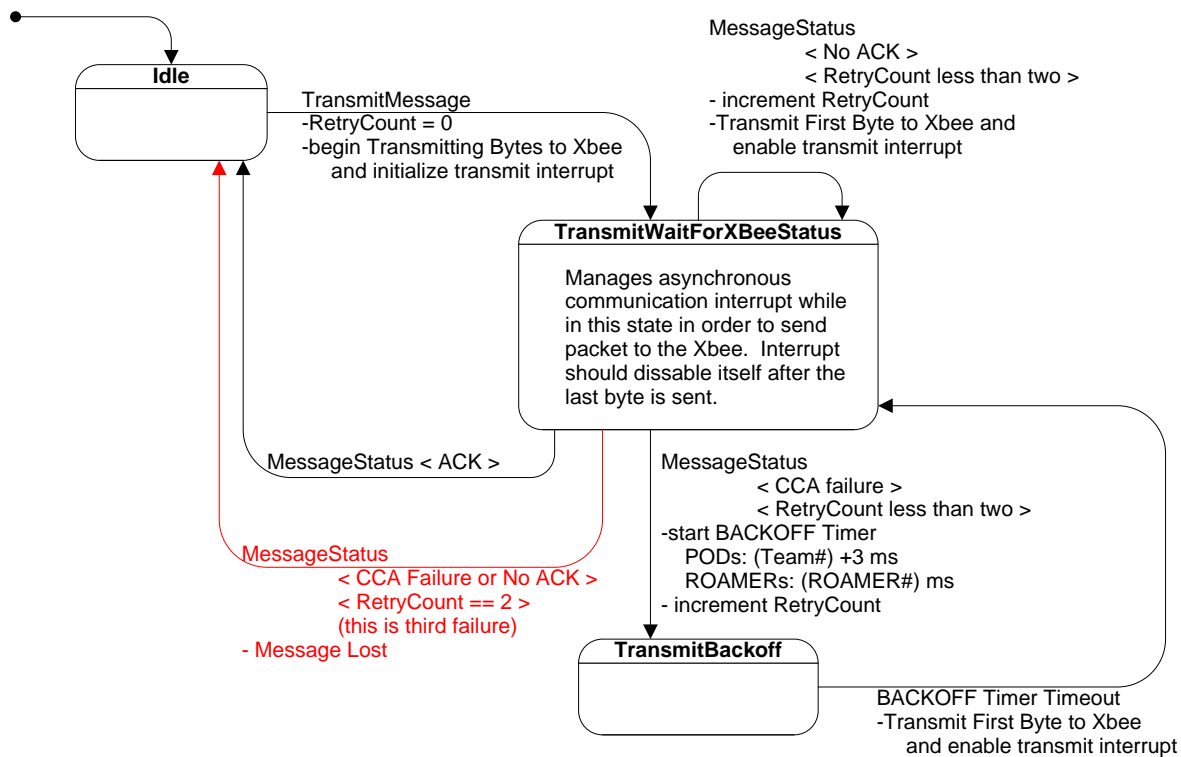 Idle
TransmitMessage
-RetryCount = 0
-begin Transmitting Bytes to Xbee
and initialize transmit interrupt
MessageStatus
< No ACK >
< RetryCount less than two >
- increment RetryCount
-Transmit First Byte to Xbee and
enable transmit interrupt
TransmitWaitForXBeeStatus
Manages asynchronous
communication interrupt while
in this state in order to send
packet to the Xbee.  Interrupt
should dissable itself after the
last byte is sent.
MessageStatus < ACK >
MessageStatus
< CCA Failure or No ACK >
< RetryCount == 2 >
(this is third failure)
- Message Lost
MessageStatus
< CCA failure >
< RetryCount less than two >
-start BACKOFF Timer
PODs: (Team#) +3 ms
ROAMERs: (ROAMER#) ms
- increment RetryCount
TransmitBackoff
BACKOFF Timer Timeout
-Transmit First Byte to Xbee
and enable transmit interrupt